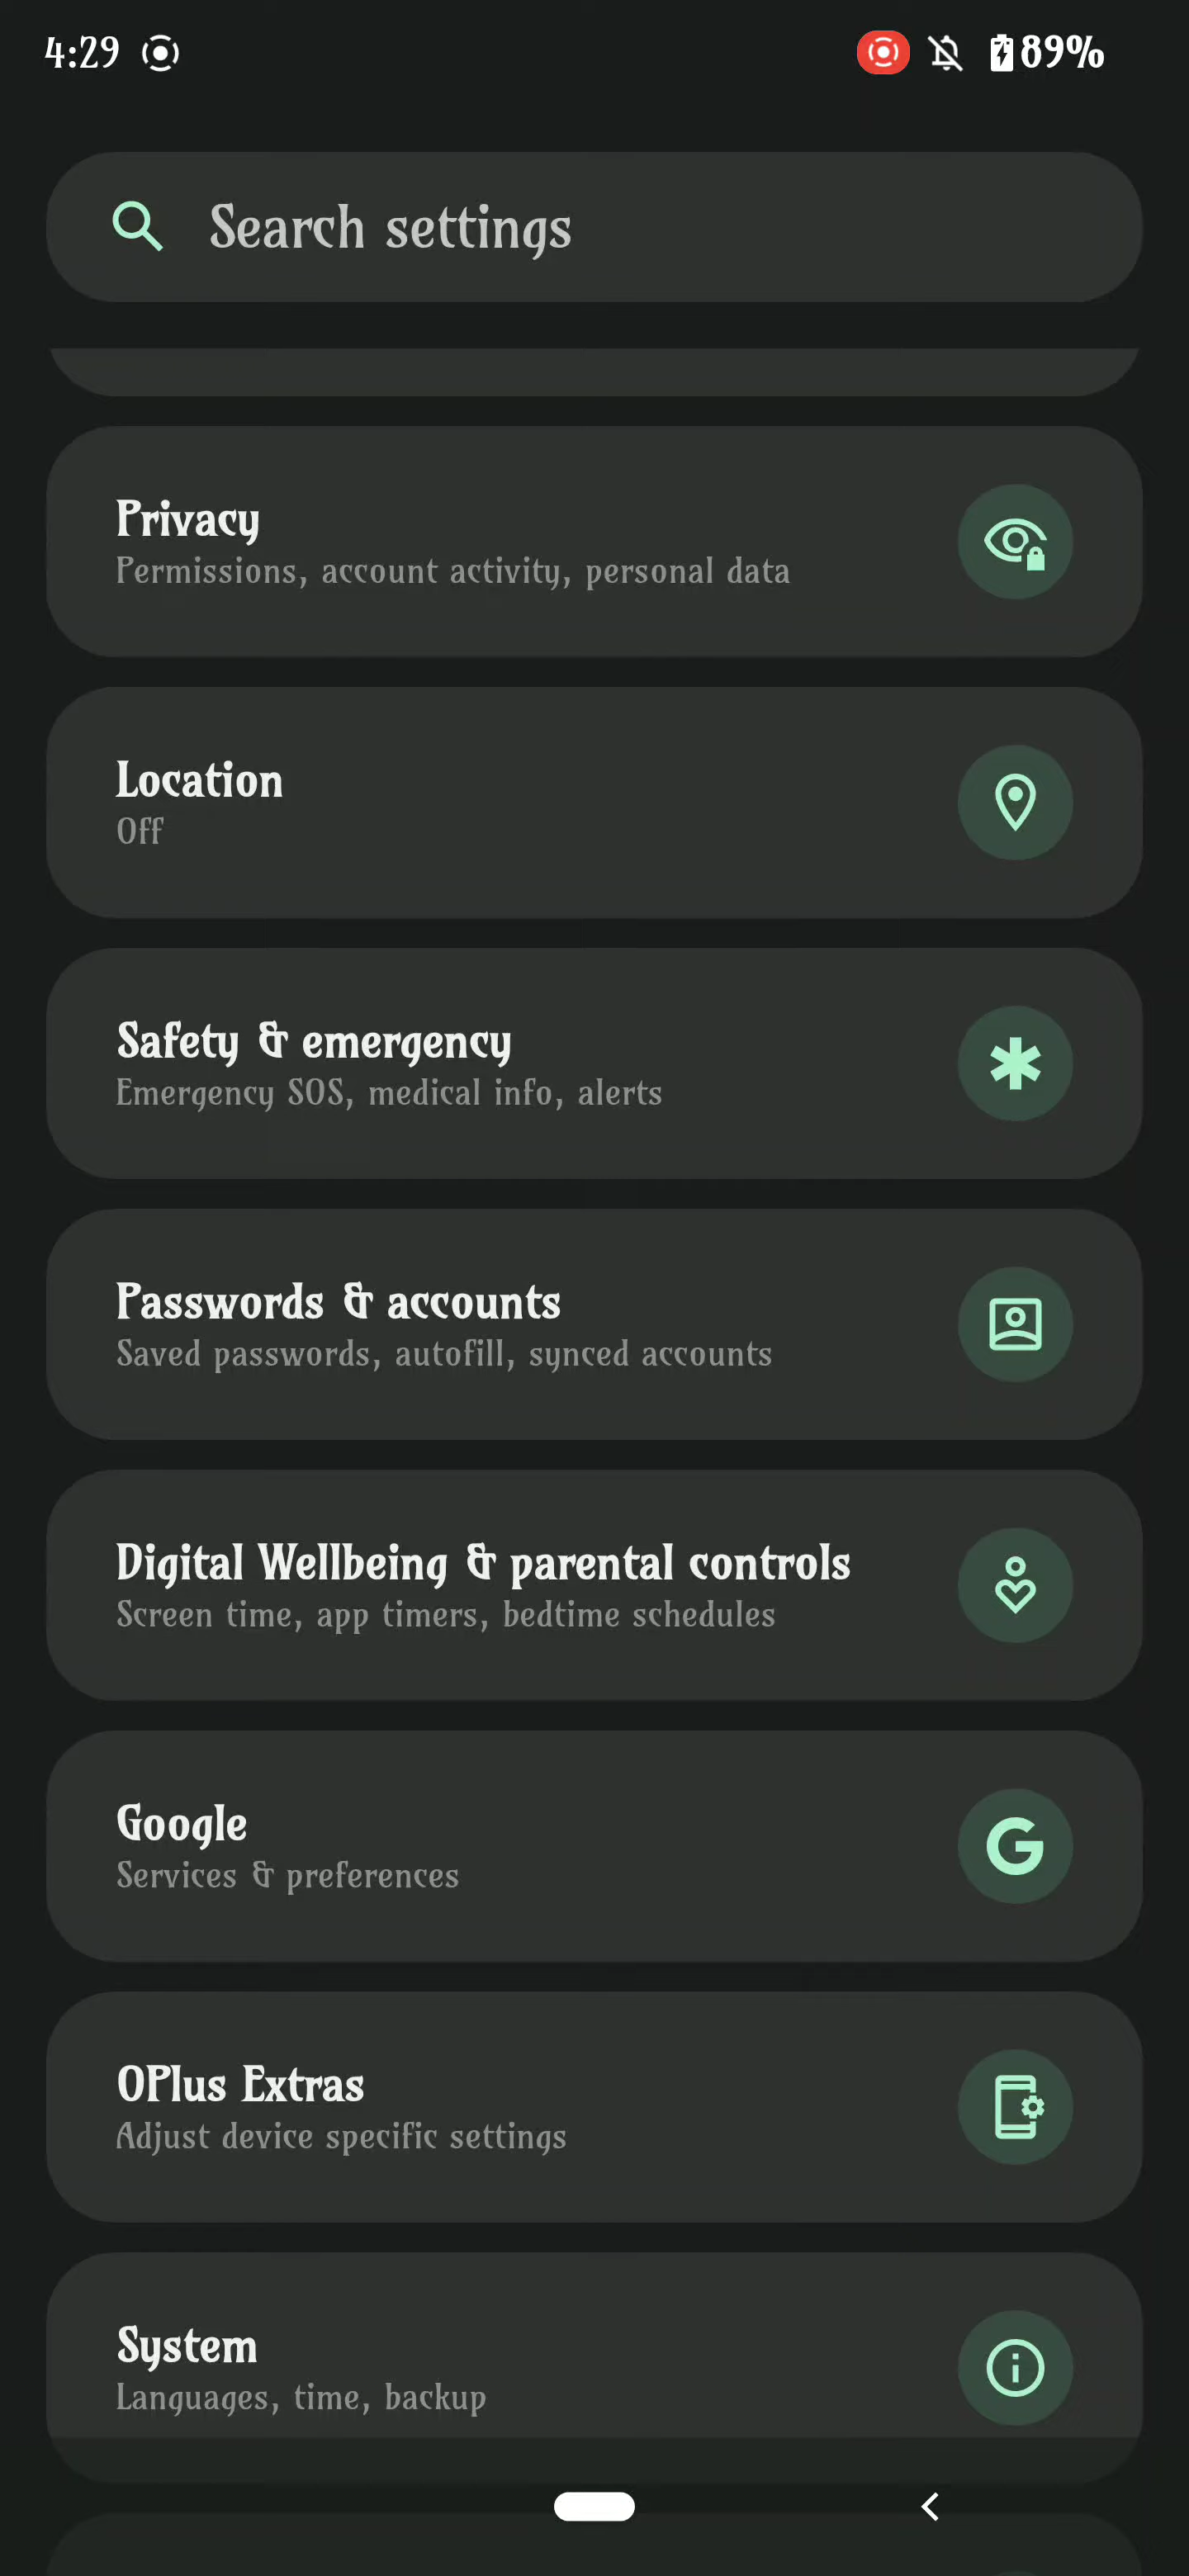 4:29
89%
Search settings
Privacy
Permissions, account activity, personal data
Location
Off
Safety & emergency
Emergency SOS, medical info, alerts
Passwords & accounts
Saved passwords, autofill, synced accounts
Digital Wellbeing & parental controls
Screen time, app timers, bedtime schedules
Google
Services & preferences
OPlus Extras
Adjust device specific settings
System
Languages, time, backup